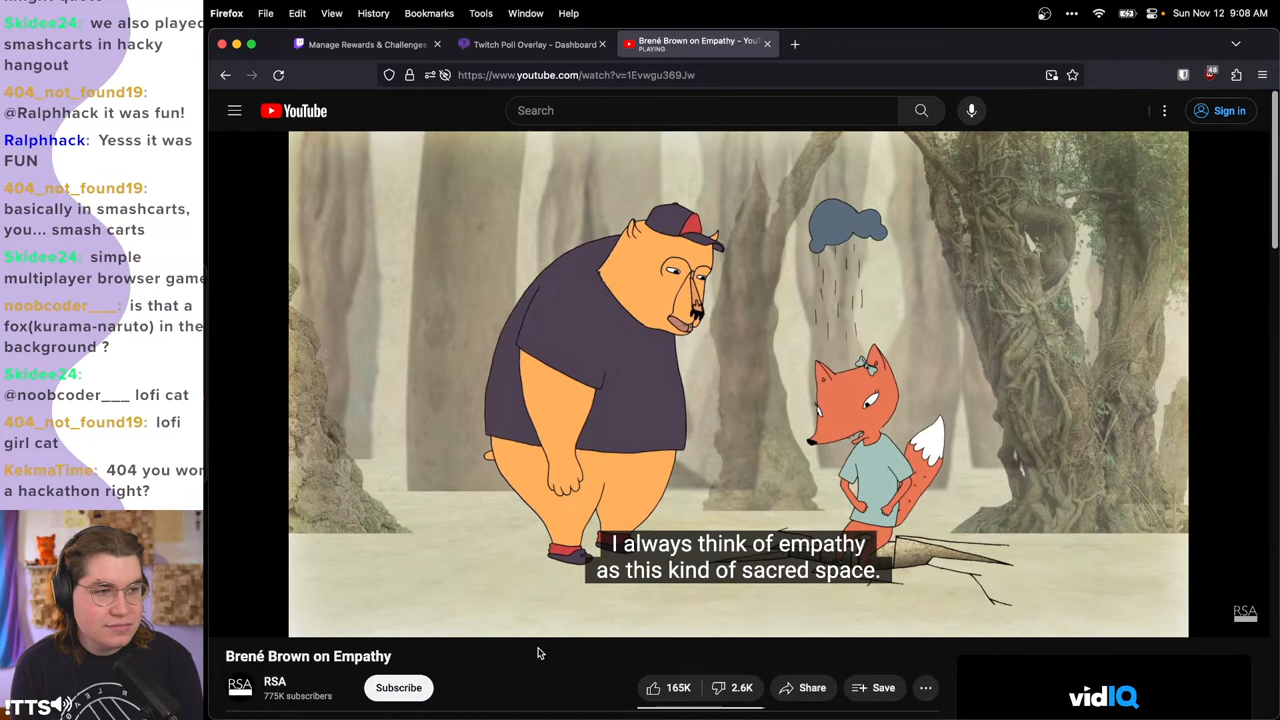 knight quote
Skidee24: we also played
smashcarts in hacky
hangout
404_not_found19:
@Ralphhack it was fun!
Ralphhack: Yesss it was
FUN
404_not_found19:
basically in smashcarts,
you... smash carts
Skidee24: simple
multiplayer browser game
noobcoder___: is that a
fox(kurama-naruto) in the
background ?
Skidee24:
@noobcoder___ lofi cat
404_not_found19: lofi
girl cat
KekmaTime: 404 you won
a hackathon right?
!TTS
Firefox File Edit View History Bookmarks Tools Window Help Sun Nov 12 9:08 AM
Manage Rewards & Challenges Twitch Poll Overlay - Dashboard Brené Brown on Empathy - YouT
PLAYING
https://www.youtube.com/watch?v=1Evwgu369Jw 48
YouTube Search Sign in
I always think of empathy
as this kind of sacred space.
RSA
Brené Brown on Empathy
RSA RSA
775K subscribers
Subscribe 165K 2.6K Share Save
vidIQ